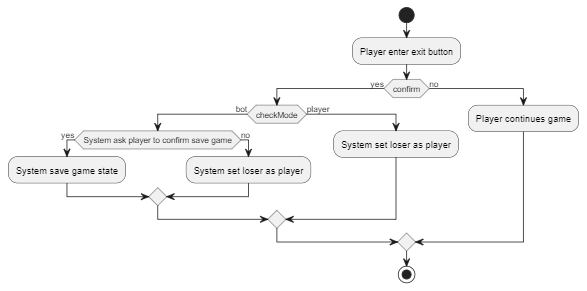 Player enter exit button
yes
confirm
no
bot
checkMode
player
Player continues game
yes
System ask player to confirm save game
no
System set loser as player
System save game state
System set loser as player